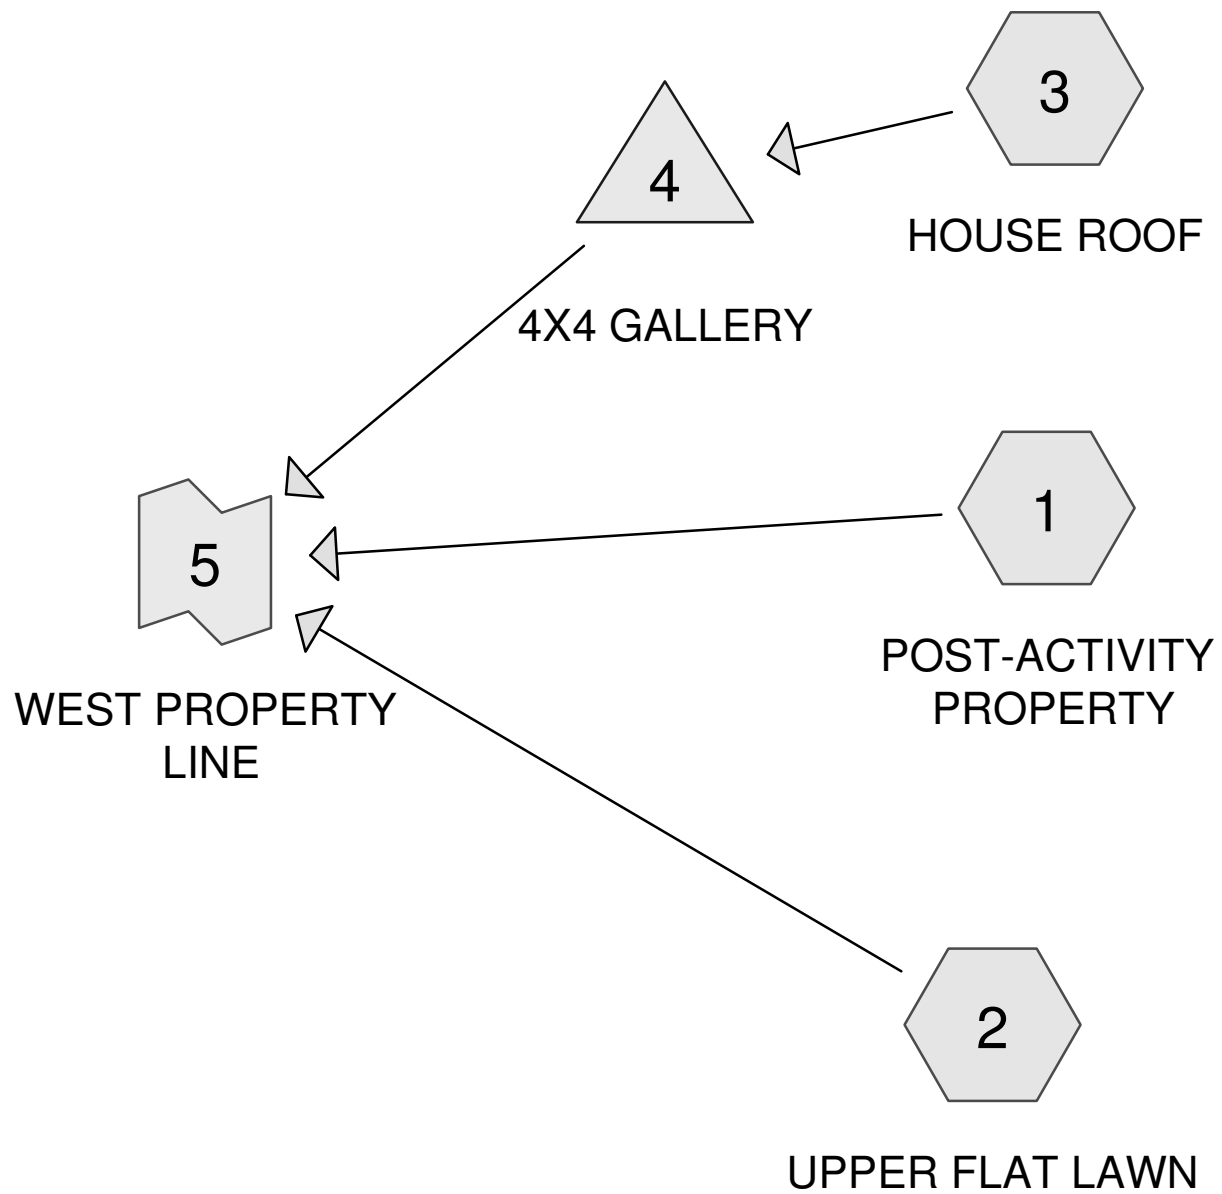 3
HOUSE ROOF
4
4X4 GALLERY
1
POST-ACTIVITY
PROPERTY
5
WEST PROPERTY
LINE
2
UPPER FLAT LAWN